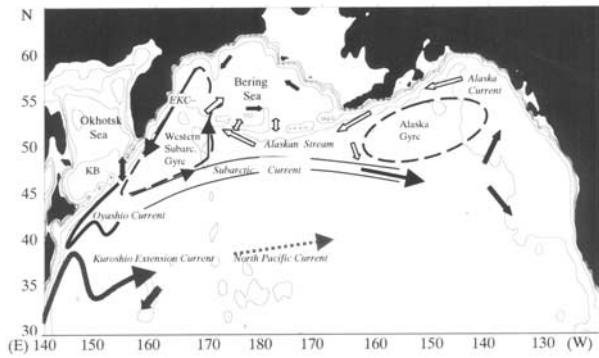 N
60
55
50
45
40
35
30
Bering
Sea
Alaska
Current
EKC
Okhotsk
Sea
Western
Subarc.
Gyre
Alaska
Gyre
Alaskan Stream
KB
Subarctic Current
Oyashio Current
Kuroshio Extension Current
North Pacific Current
(E) 140 150 160 170 180 170 160 150 140 130 (W)